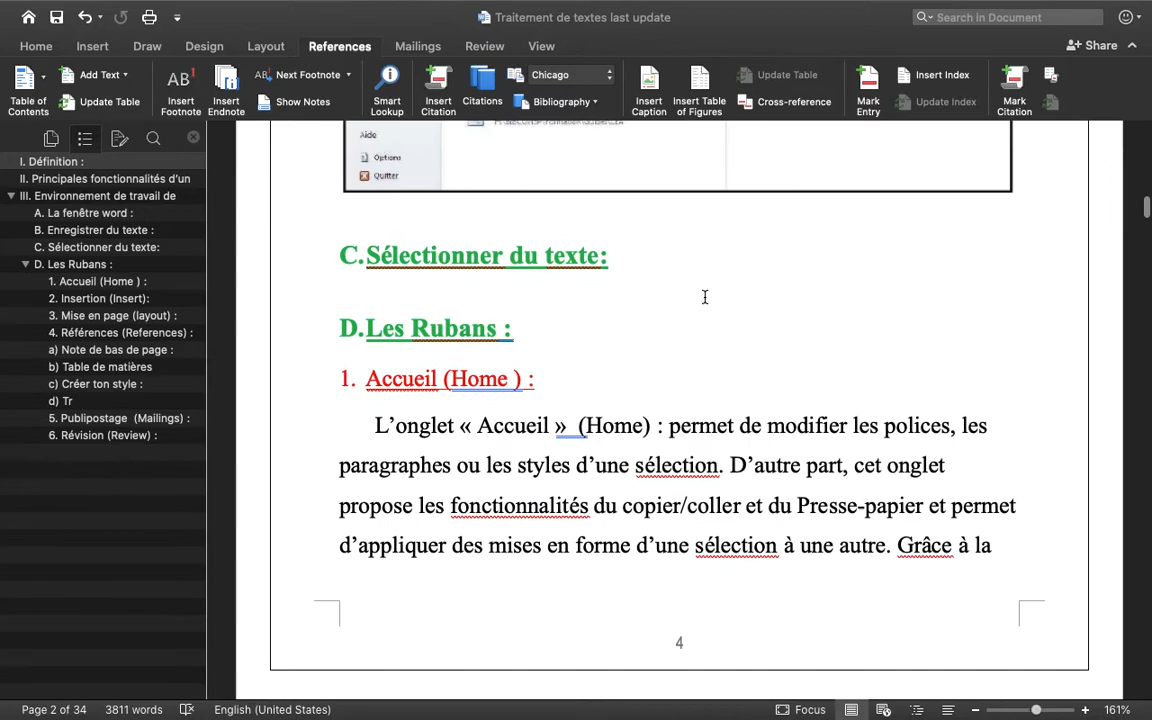 Traitement de textes last update
Search in Document
Home Insert Draw Design Layout References Mailings Review View
Share
Table of Contents
Add Text
Update Table
AB1 Insert Footnote
Insert Endnote
AB1 Next Footnote
Show Notes
Smart Lookup
Insert Citation
Citations
Chicago
Bibliography
Insert Caption
Insert Table of Figures
Update Table
Cross-reference
Mark Entry
Insert Index
Update Index
Mark Citation
I. Définition :
II. Principales fonctionnalités d'un
III. Environnement de travail de
A. La fenêtre word :
B. Enregistrer du texte :
C. Sélectionner du texte:
D. Les Rubans :
1. Accueil (Home ) :
2. Insertion (Insert):
3. Mise en page (layout) :
4. Références (References) :
a) Note de bas de page :
b) Table de matières
c) Créer ton style :
d) Tr
5. Publipostage (Mailings) :
6. Révision (Review) :
Aide
Options
Quitter
C.Sélectionner du texte:
D.Les Rubans :
1. Accueil (Home ) :
L'onglet « Accueil » (Home) : permet de modifier les polices, les
paragraphes ou les styles d'une sélection. D'autre part, cet onglet
propose les fonctionnalités du copier/coller et du Presse-papier et permet
d'appliquer des mises en forme d'une sélection à une autre. Grâce à la
4
Page 2 of 34 3811 words English (United States) Focus 161%